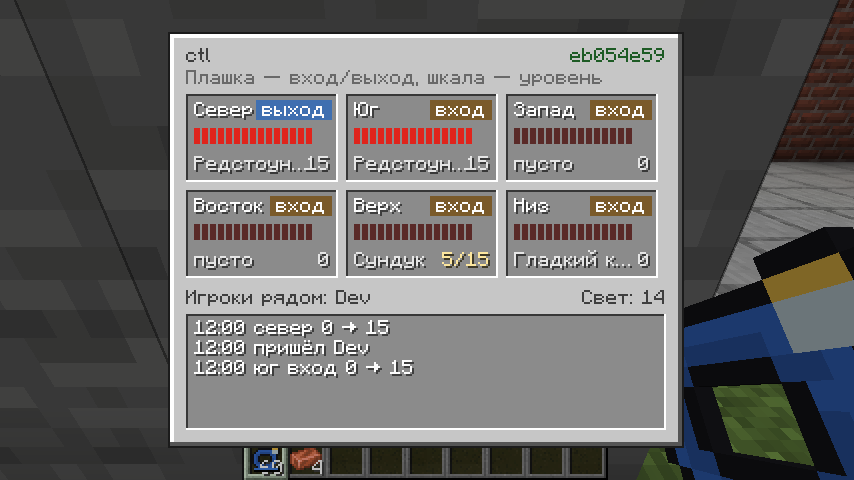 ctl eb054e59
Плашка — вход/выход, шкала — уровень
Север выход Юг вход Запад вход
Редстоун..15 Редстоун..15 пусто 0
Восток вход Верх вход Низ вход
пусто 0 Сундук 5/15 Гладкий к... 0
Игроки рядом: Dev Свет: 14
12:00 север 0 → 15
12:00 пришёл Dev
12:00 юг вход 0 → 15
4